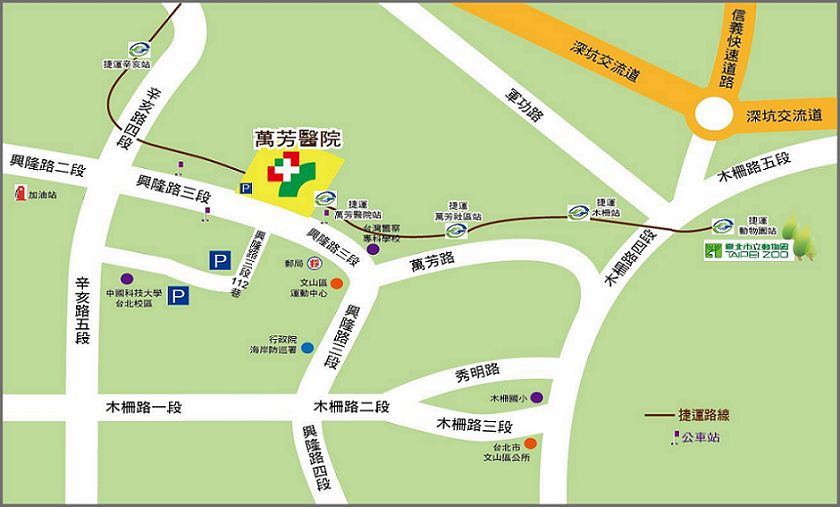 信義快速道路
深坑交流道
捷運辛亥站
辛亥路四段
軍功路
深坑交流道
萬芳醫院
興隆路二段
木柵路五段
興隆路三段
P
加油站
捷運
萬芳醫院站
捷運
萬芳社區站
捷運
木柵站
捷運
動物園站
台灣警察
專科學校
興隆路三段
臺北市立動物園
TAIPEI ZOO
木柵路四段
萬芳路
興隆路三段112巷
郵局
P
中國科技大學
台北校區
P
文山區
運動中心
辛亥路五段
興隆路三段
行政院
海岸防巡署
秀明路
木柵路一段
木柵路二段
木柵國小
木柵路三段
捷運路線
公車站
台北市
文山區公所
興隆路四段